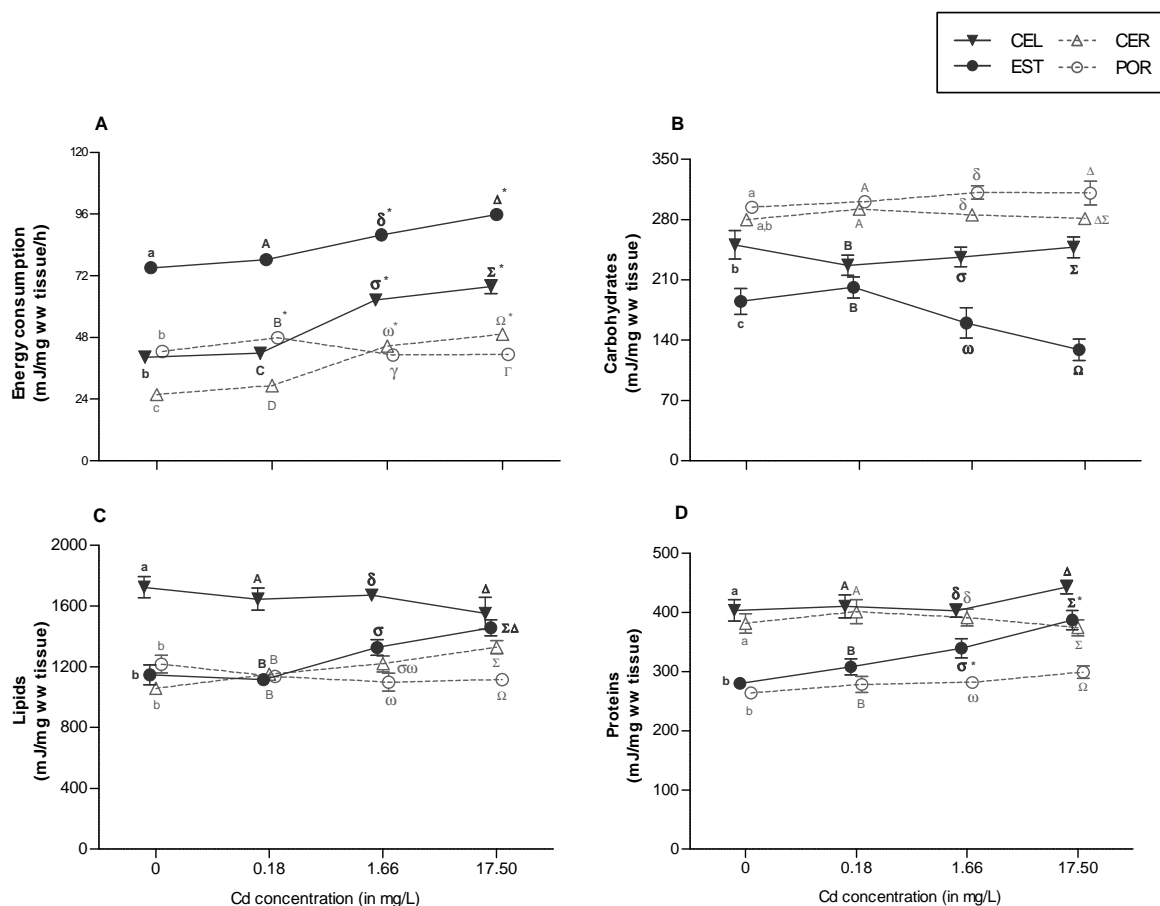 CEL CER
EST POR
A
Energy consumption
(mJ/mg ww tissue/h)
120
96
72
48
24
0
a A δ* Δ*
b C σ* Σ*
b B* γ Γ
c D ω* Ω*
B
Carbohydrates
(mJ/mg ww tissue)
350
280
210
140
70
0
a A δ Δ
a,b A δ ΔΣ
b B σ Σ
c B ω Ω
C
Lipids
(mJ/mg ww tissue)
2000
1600
1200
800
400
0
a A δ Δ
b B σ ΣΔ
b B ω Ω
b B σω Σ
0 0.18 1.66 17.50
Cd concentration (in mg/L)
D
Proteins
(mJ/mg ww tissue)
500
400
300
200
100
0
a A δ Δ
a A δ Σ
b B σ* Σ*
b B ω Ω
0 0.18 1.66 17.50
Cd concentration (in mg/L)